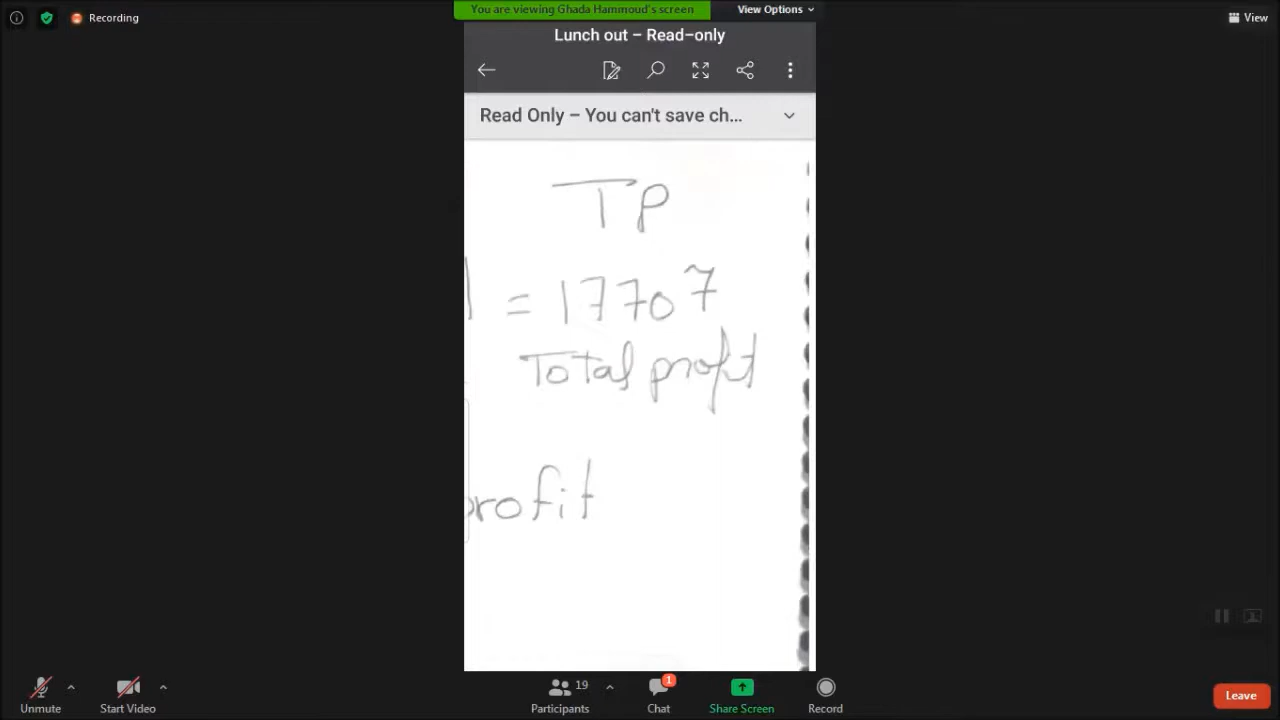 Recording
You are viewing Ghada Hammoud's screen
View Options
View
Lunch out – Read-only
Read Only – You can't save ch...
TP
= 17707
Total profit
profit
Unmute
Start Video
19
Participants
1
Chat
Share Screen
Record
Leave